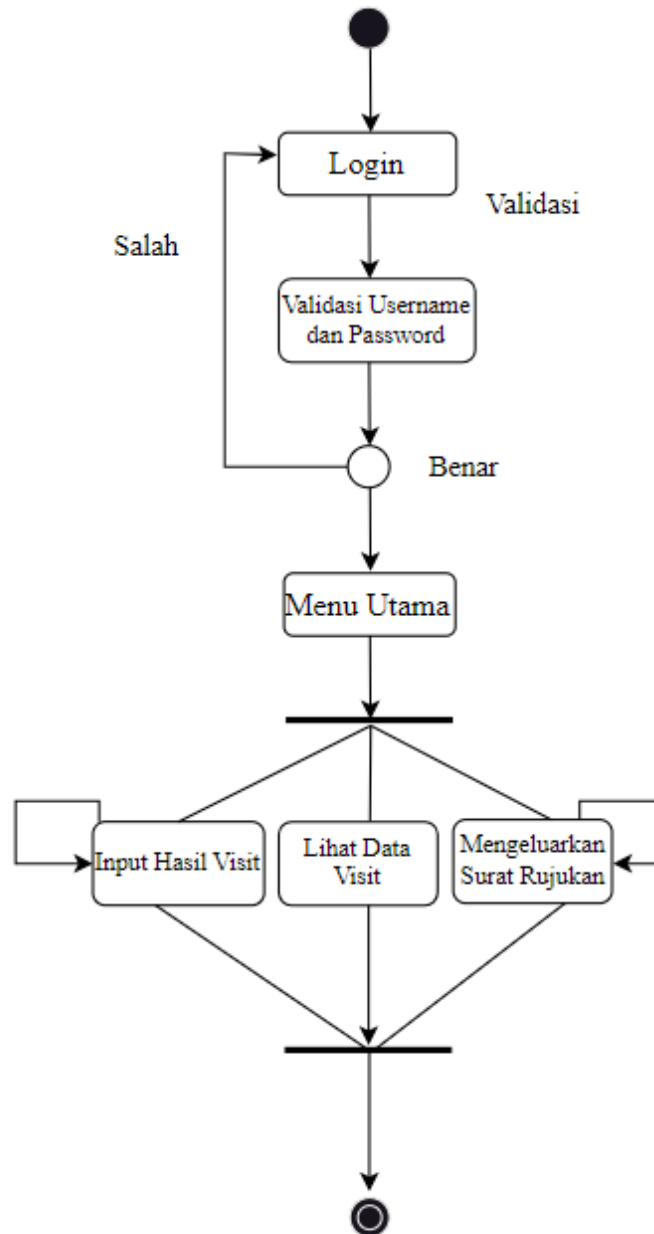 Login
Validasi
Salah
Validasi Username
dan Password
Benar
Menu Utama
Input Hasil Visit
Lihat Data
Visit
Mengeluarkan
Surat Rujukan